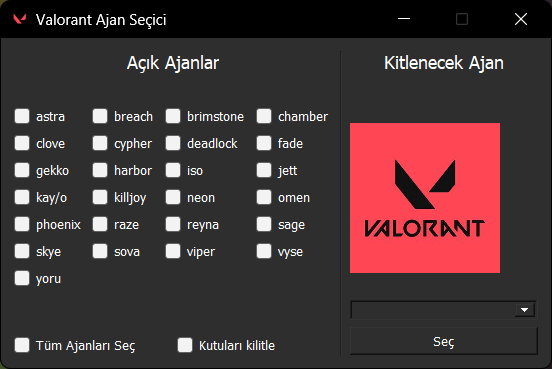 Valorant Ajan Seçici
Açık Ajanlar
astra breach brimstone chamber
clove cypher deadlock fade
gekko harbor iso jett
kay/o killjoy neon omen
phoenix raze reyna sage
skye sova viper vyse
yoru
Tüm Ajanları Seç Kutuları kilitle
Kitlenecek Ajan
VALORANT
Seç